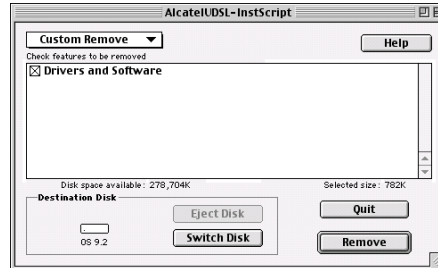 AlcatelUDSL-InstScript
Custom Remove
Help
Check features to be removed
Drivers and Software
Disk space available: 278,704K
Selected size: 782K
Destination Disk
Eject Disk
Quit
OS 9.2
Switch Disk
Remove